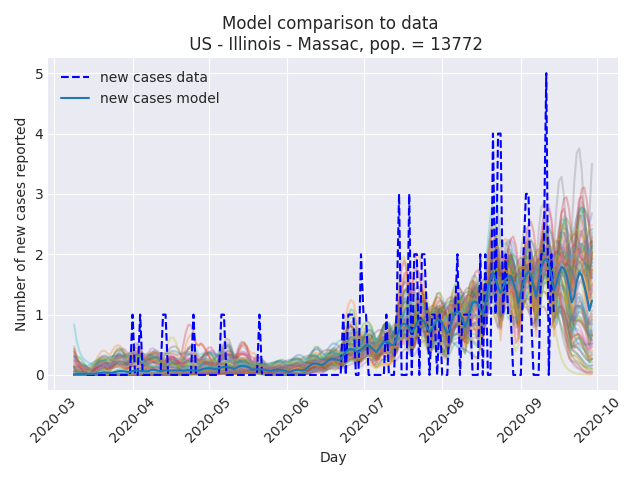 Model comparison to data
US - Illinois - Massac, pop. = 13772
new cases data
new cases model
Number of new cases reported
5
4
3
2
1
0
2020-03
2020-04
2020-05
2020-06
2020-07
2020-08
2020-09
2020-10
Day